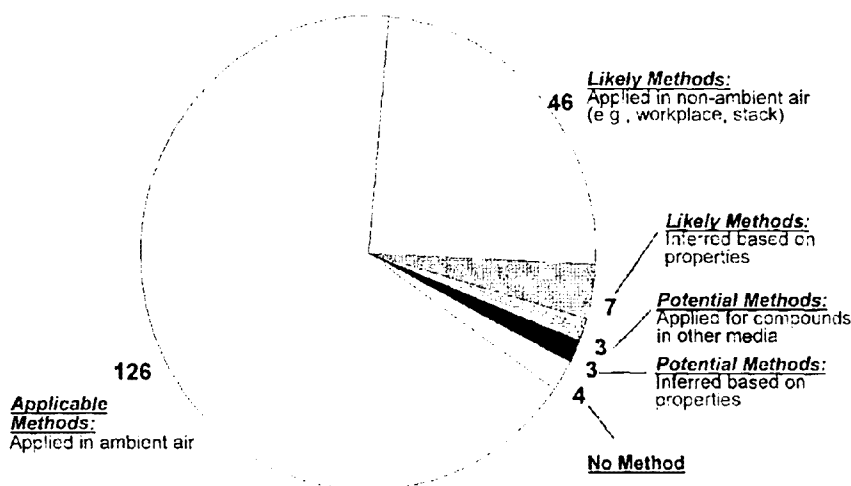 46
Likely Methods:
Applied in non-ambient air
(e.g., workplace, stack)
Likely Methods:
Inferred based on
properties
7
Potential Methods:
Applied for compounds
in other media
3
Potential Methods:
Inferred based on
properties
3
4
No Method
126
Applicable
Methods:
Applied in ambient air